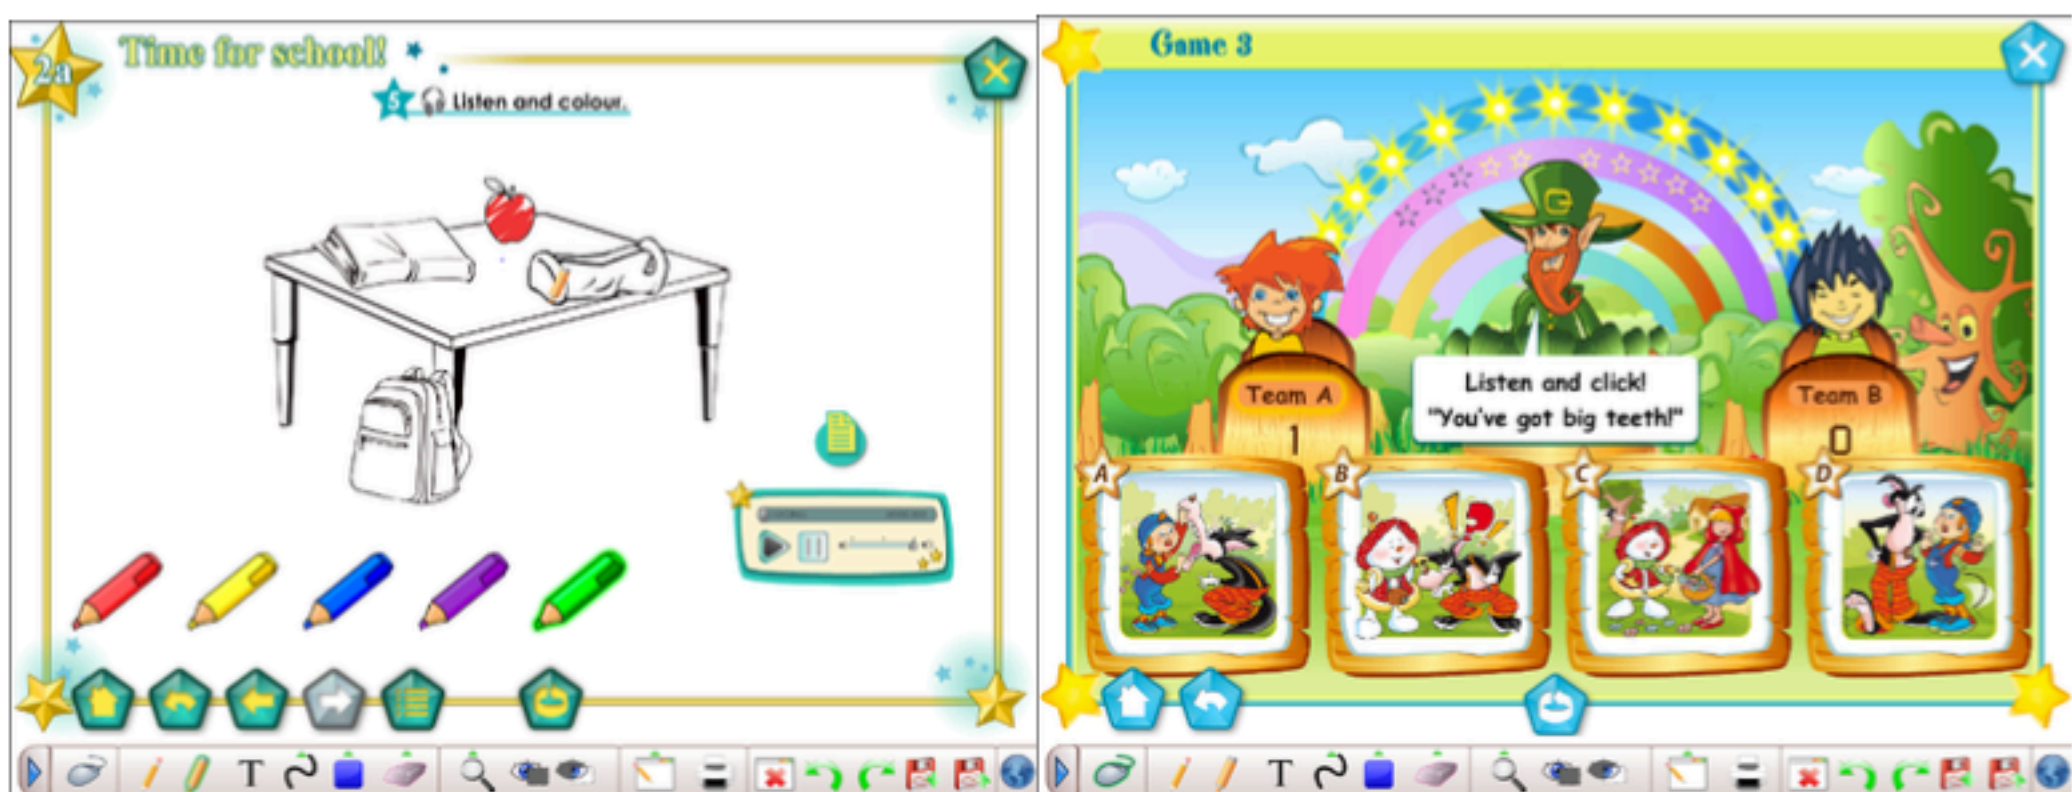 2a
Time for school!
5 Listen and colour.
T
Game 3
Team A
1
Listen and click!
"You've got big teeth!"
Team B
0
A
B
C
D
T